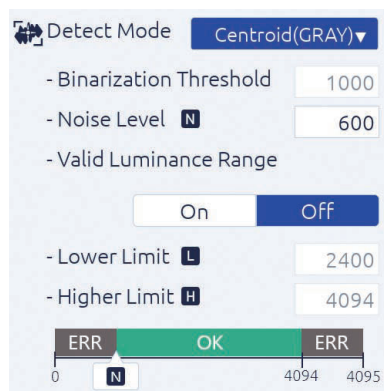 Detect Mode Centroid(GRAY)▾
- Binarization Threshold 1000
- Noise Level N 600
- Valid Luminance Range
On Off
- Lower Limit L 2400
- Higher Limit H 4094
ERR OK ERR
0 N 4094 4095